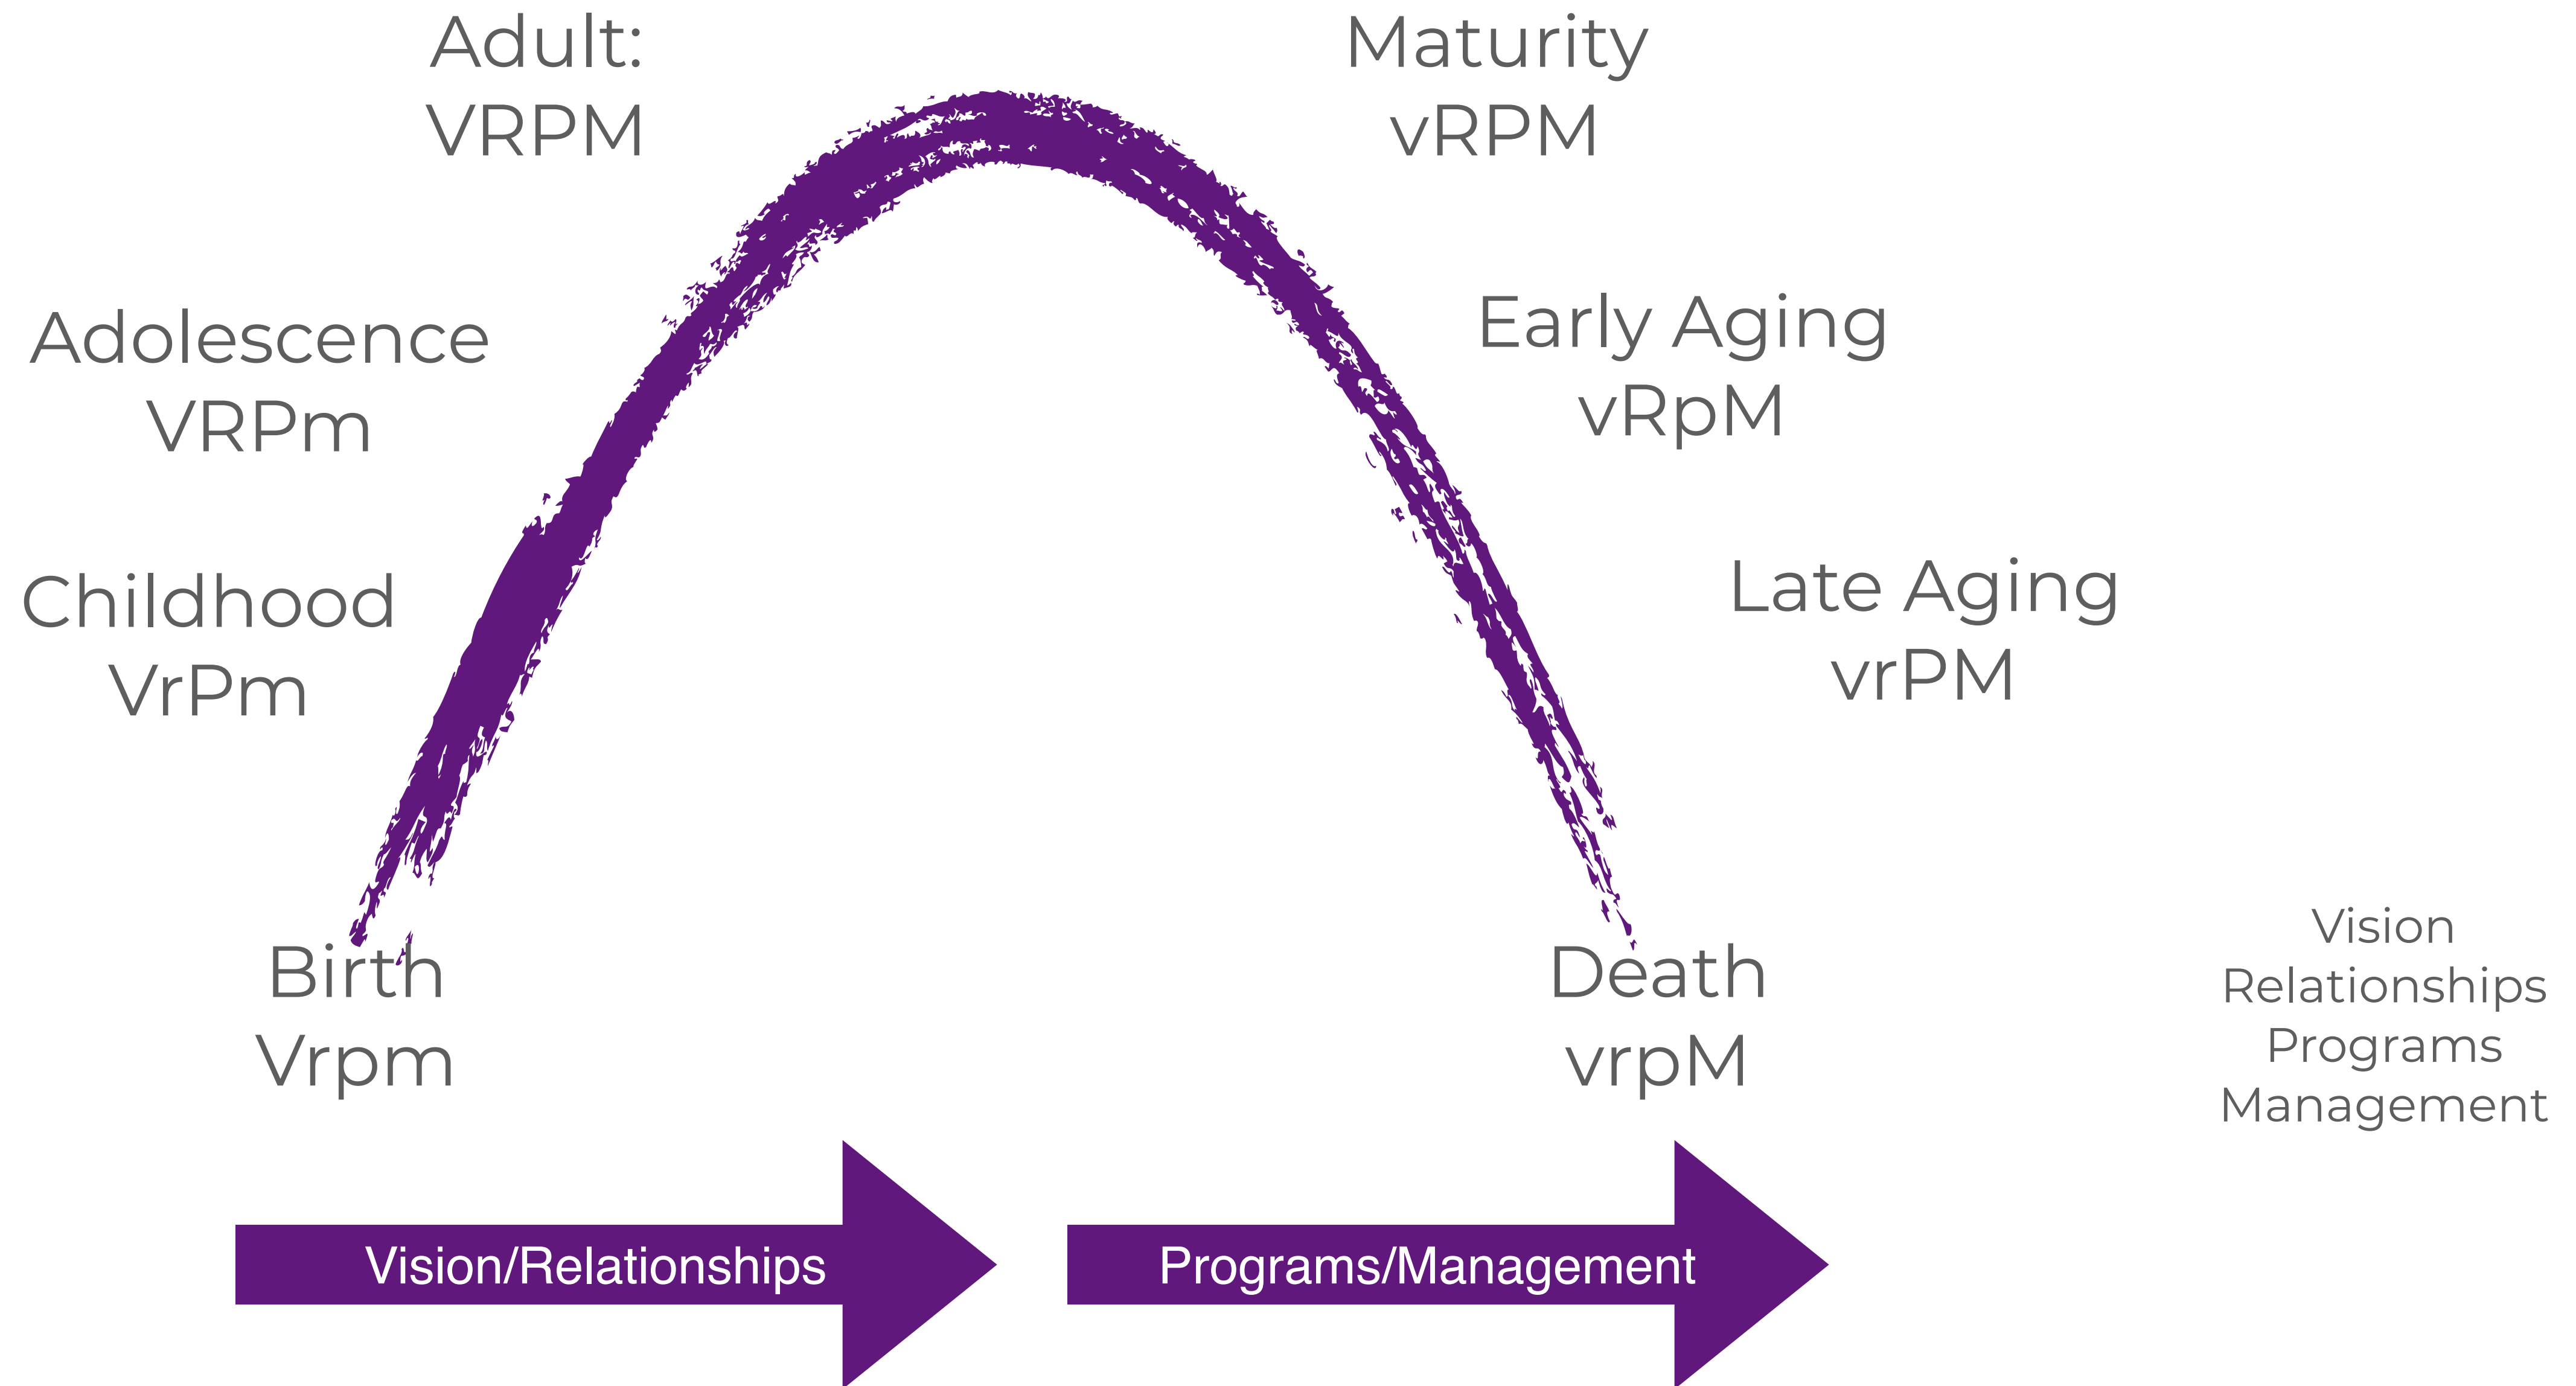 Adult:
VRPM
Maturity
vRPM
Adolescence
VRPm
Early Aging
vRpM
Childhood
VrPm
Late Aging
vrPM
Birth
Vrpm
Death
vrpM
Vision
Relationships
Programs
Management
Vision/Relationships
Programs/Management